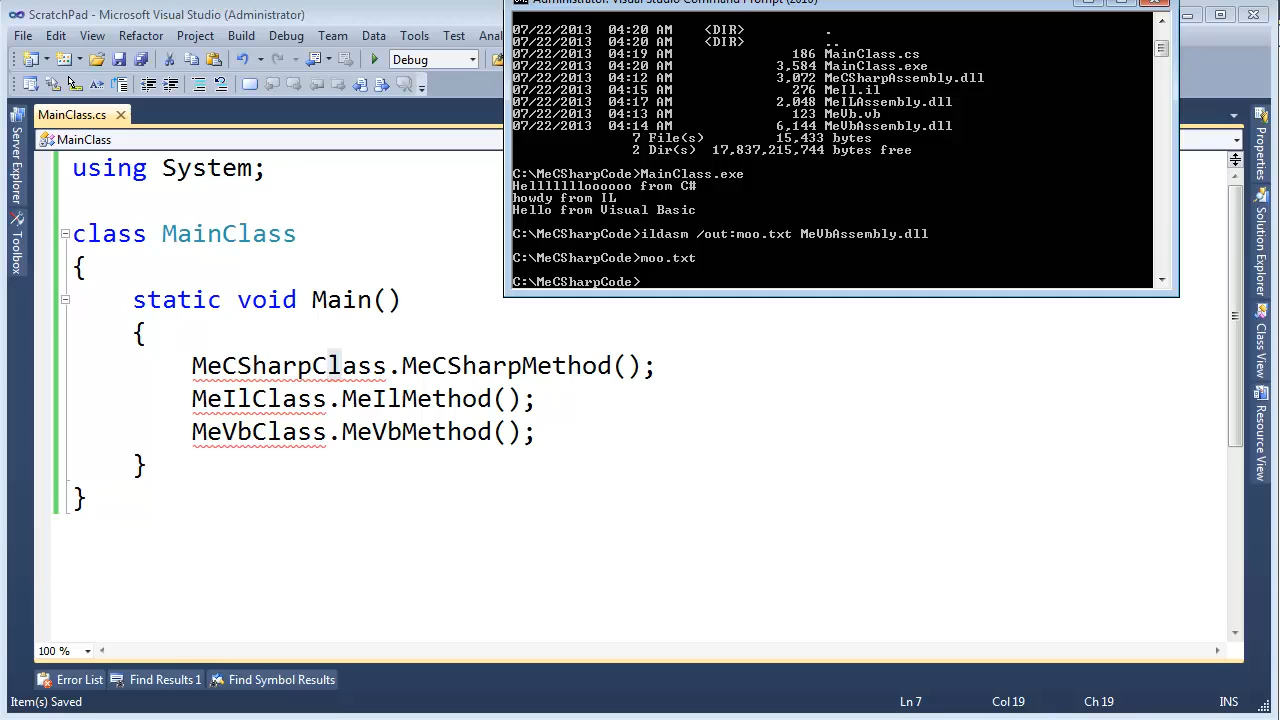 ScratchPad - Microsoft Visual Studio (Administrator)
File Edit View Refactor Project Build Debug Team Data Tools Test
Debug
MainClass.cs
MainClass
using System;
class MainClass
{
static void Main()
{
MeCSharpClass.MeCSharpMethod();
MeIlClass.MeIlMethod();
MeVbClass.MeVbMethod();
}
}
100 %
Error List Find Results 1 Find Symbol Results
Item(s) Saved Ln 7 Col 19 Ch 19 INS
Server Explorer
Toolbox
Administrator: Visual Studio Command Prompt (2010)
07/22/2013 04:20 AM <DIR> .
07/22/2013 04:20 AM <DIR> ..
07/22/2013 04:19 AM 186 MainClass.cs
07/22/2013 04:20 AM 3,584 MainClass.exe
07/22/2013 04:12 AM 3,072 MeCSharpAssembly.dll
07/22/2013 04:15 AM 276 MeIl.il
07/22/2013 04:17 AM 2,048 MeILAssembly.dll
07/22/2013 04:13 AM 123 MeVb.vb
07/22/2013 04:14 AM 6,144 MeVbAssembly.dll
7 File(s) 15,433 bytes
2 Dir(s) 17,837,215,744 bytes free
C:\MeCSharpCode>MainClass.exe
Helllllllloooooo from C#
howdy from IL
Hello from Visual Basic
C:\MeCSharpCode>ildasm /out:moo.txt MeVbAssembly.dll
C:\MeCSharpCode>moo.txt
C:\MeCSharpCode>
Properties
Solution Explorer
Class View
Resource View